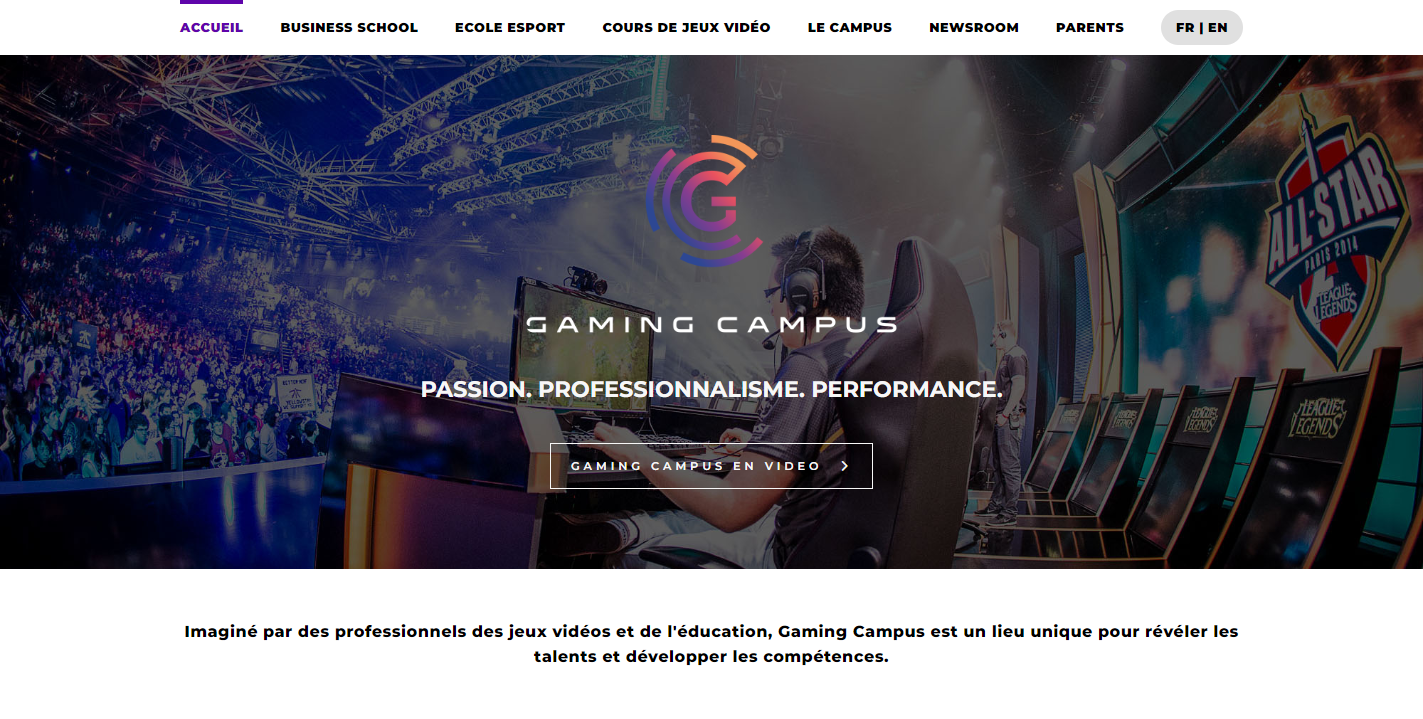 ACCUEIL BUSINESS SCHOOL ECOLE ESPORT COURS DE JEUX VIDÉO LE CAMPUS NEWSROOM PARENTS FR | EN
ALL-STAR
PARIS 2014
LEAGUE
LEGENDS
GAMING CAMPUS
PASSION. PROFESSIONNALISME. PERFORMANCE.
LEAGUE
LEGENDS
GAMING CAMPUS EN VIDEO
Imaginé par des professionnels des jeux vidéos et de l'éducation, Gaming Campus est un lieu unique pour révéler les
talents et développer les compétences.